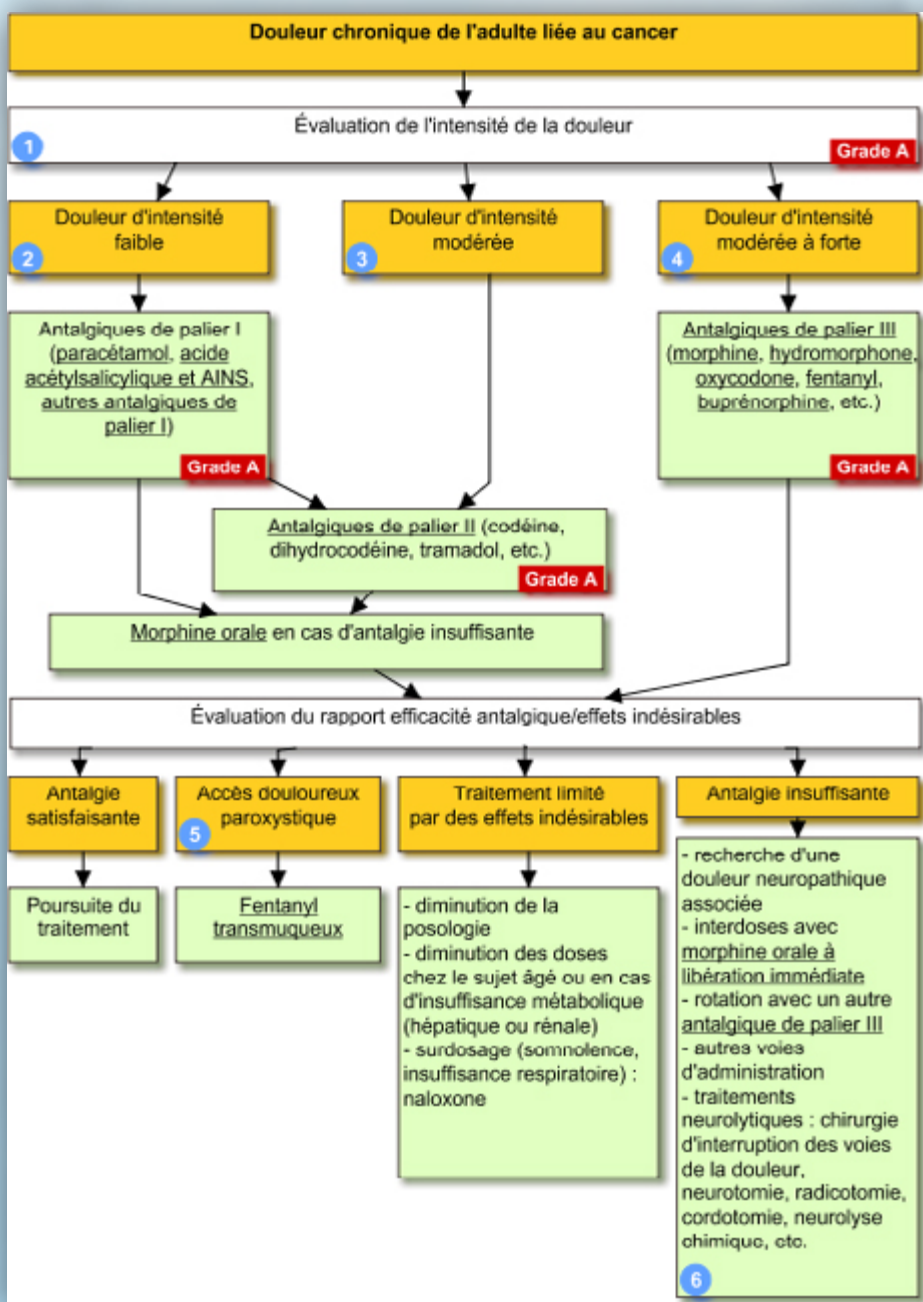 Douleur chronique de l'adulte liée au cancer
Évaluation de l'intensité de la douleur
1
Grade A
Douleur d'intensité
faible
2
Douleur d'intensité
modérée
3
Douleur d'intensité
modérée à forte
4
Antalgiques de palier I
(paracétamol, acide
acétylsalicylique et AINS,
autres antalgiques de
palier I)
Grade A
Antalgiques de palier III
(morphine, hydromorphone,
oxycodone, fentanyl,
buprénorphine, etc.)
Grade A
Antalgiques de palier II (codéine,
dihydrocodéine, tramadol, etc.)
Grade A
Morphine orale en cas d'antalgie insuffisante
Évaluation du rapport efficacité antalgique/effets indésirables
Antalgie
satisfaisante
Accès douloureux
paroxystique
5
Traitement limité
par des effets indésirables
Antalgie insuffisante
Poursuite du
traitement
Fentanyl
transmuqueux
- diminution de la
posologie
- diminution des doses
chez le sujet âgé ou en cas
d'insuffisance métabolique
(hépatique ou rénale)
- surdosage (somnolence,
insuffisance respiratoire) :
naloxone
- recherche d'une
douleur neuropathique
associée
- interdoses avec
morphine orale à
libération immédiate
- rotation avec un autre
antalgique de palier III
- autres voies
d'administration
- traitements
neurolytiques : chirurgie
d'interruption des voies
de la douleur,
neurotomie, radicotomie,
cordotomie, neurolyse
chimique, etc.
6